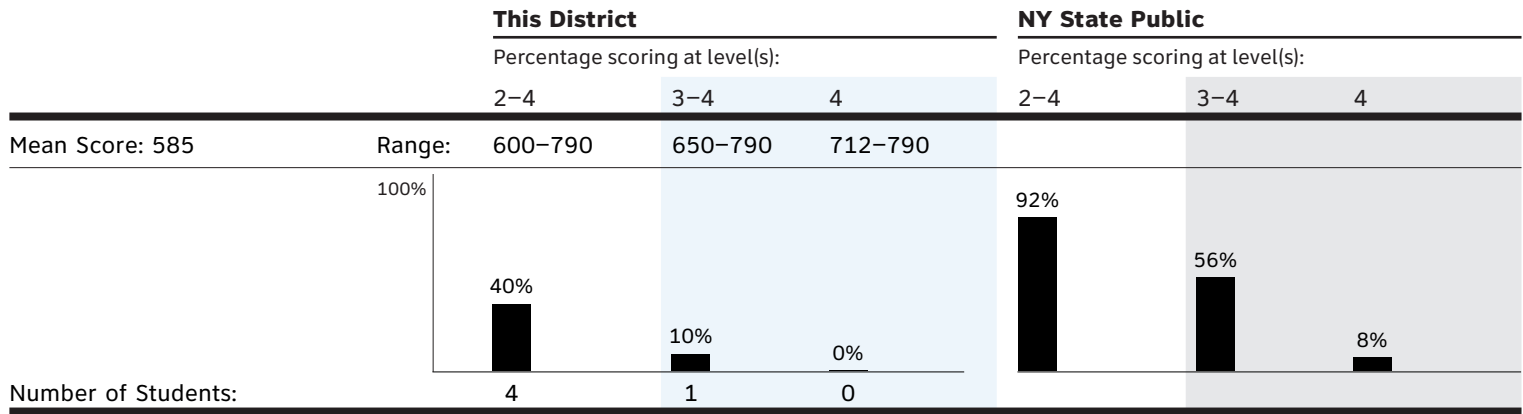 This District NY State Public
Percentage scoring at level(s): Percentage scoring at level(s):
2–4 3–4 4 2–4 3–4 4
Mean Score: 585 Range: 600–790 650–790 712–790
100%
92%
56%
40%
10%
8%
0%
Number of Students: 4 1 0